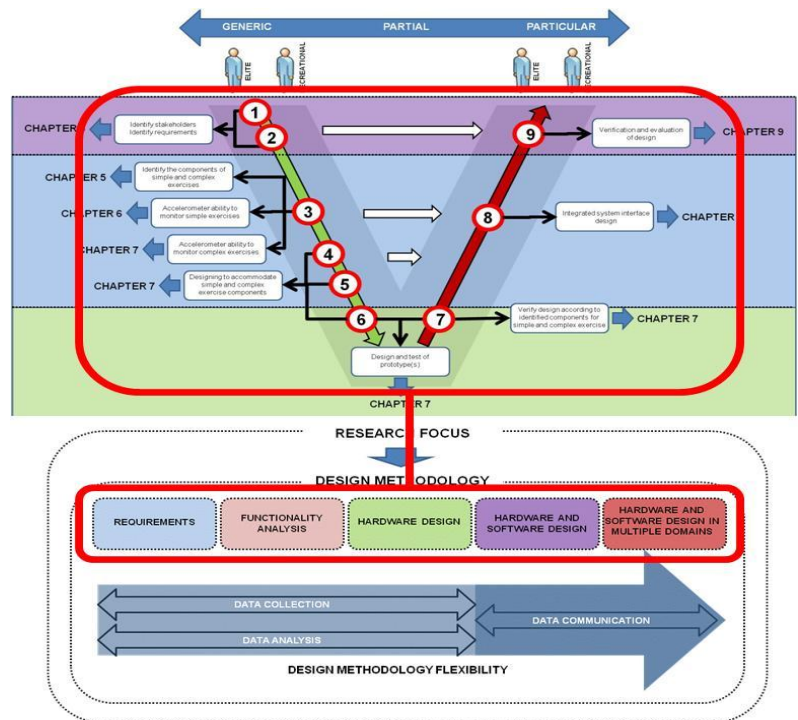 GENERIC PARTIAL PARTICULAR
ELITE
RECREATIONAL
ELITE
RECREATIONAL
1
2
9
CHAPTER
Identify stakeholders
Identify requirements
Verification and evaluation of
design
CHAPTER 9
CHAPTER 5
Identify the components of
simple and complex
exercises
CHAPTER 6
Accelerometer ability to
monitor simple exercises
3
8
Integrated system interface
design
CHAPTER
CHAPTER 7
Accelerometer ability to
monitor complex exercises
4
CHAPTER 7
Designing to accommodate
simple and complex
exercise components
5
6
7
Verify design according to
identified components for
simple and complex exercise
CHAPTER 7
Design and test of
prototype(s)
CHAPTER 7
RESEARCH FOCUS
DESIGN METHODOLOGY
REQUIREMENTS
FUNCTIONALITY
ANALYSIS
HARDWARE DESIGN
HARDWARE AND
SOFTWARE DESIGN
HARDWARE AND
SOFTWARE DESIGN IN
MULTIPLE DOMAINS
DATA COLLECTION
DATA COMMUNICATION
DATA ANALYSIS
DESIGN METHODOLOGY FLEXIBILITY